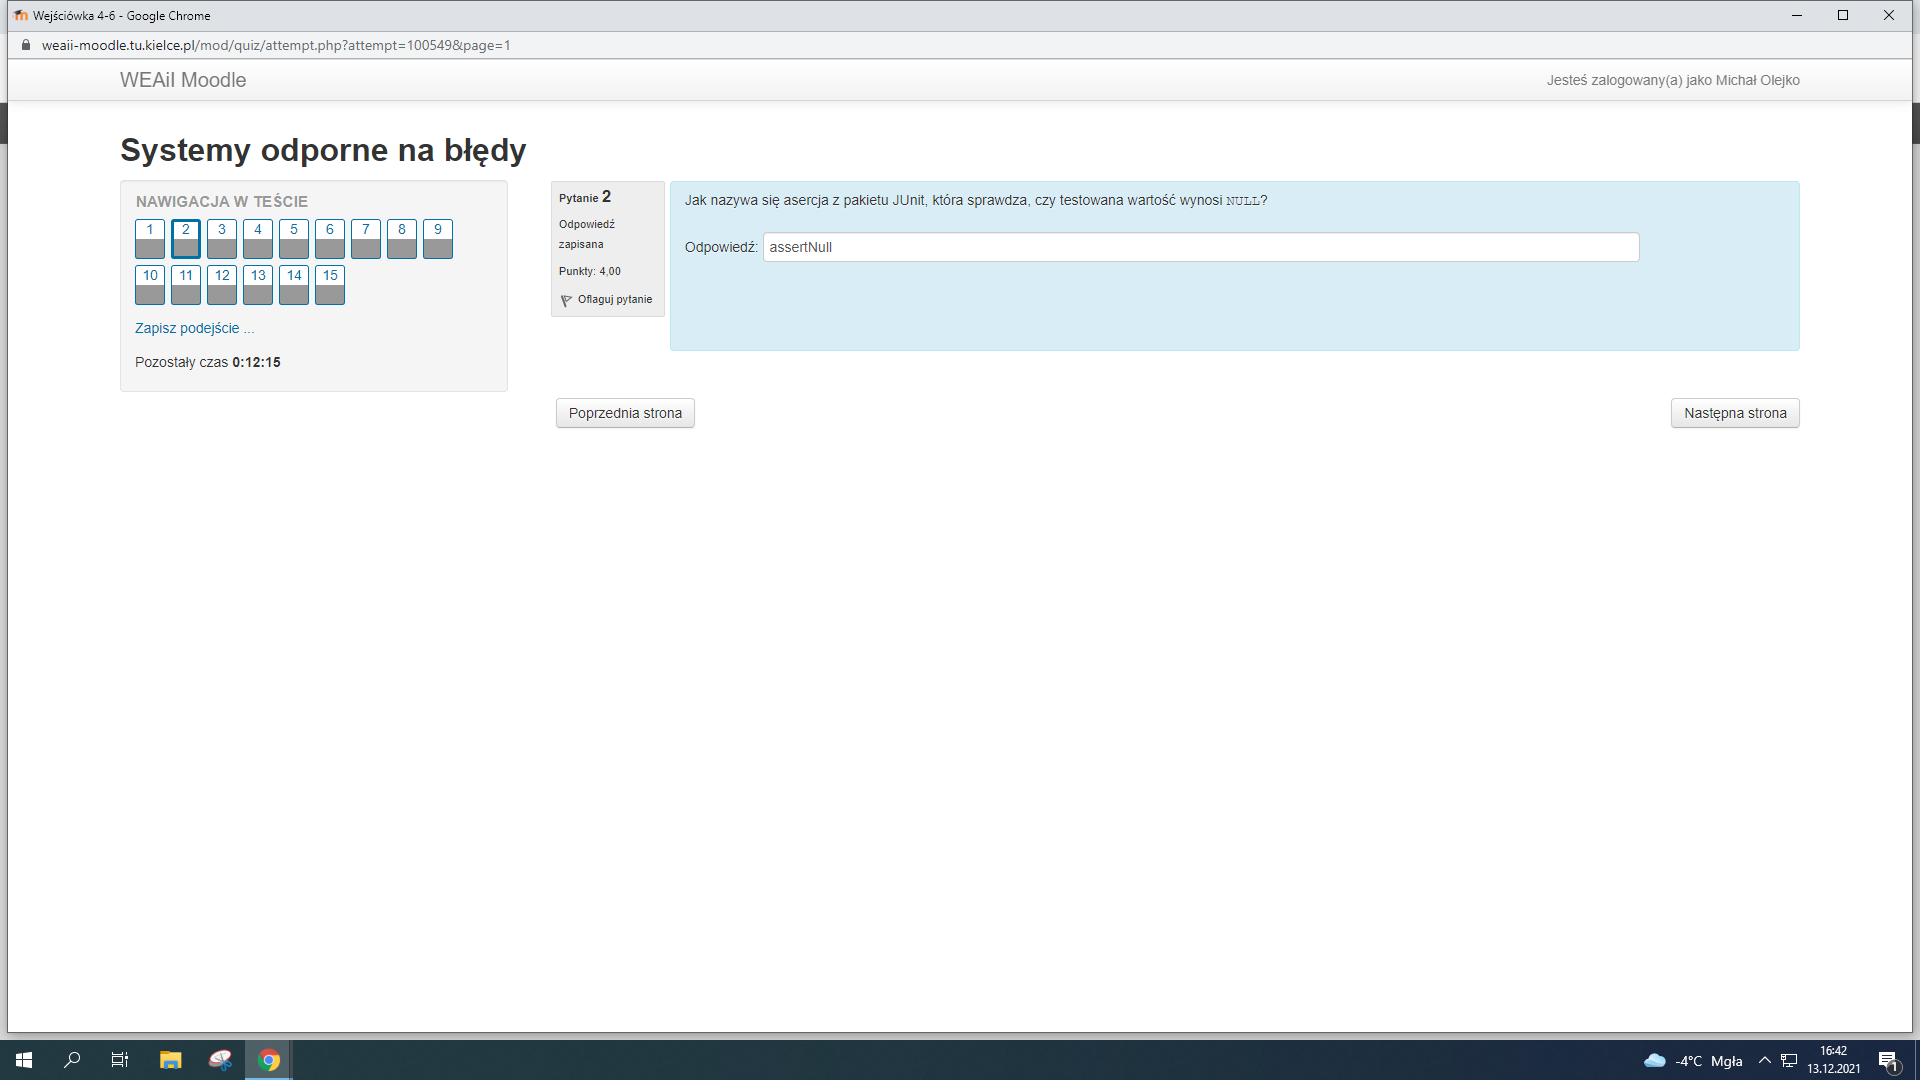 Wejściówka 4-6 - Google Chrome
weaii-moodle.tu.kielce.pl/mod/quiz/attempt.php?attempt=100549&page=1
WEAiI Moodle
Jesteś zalogowany(a) jako Michał Olejko
Systemy odporne na błędy
NAWIGACJA W TEŚCIE
1 2 3 4 5 6 7 8 9
10 11 12 13 14 15
Zapisz podejście ...
Pozostały czas 0:12:15
Pytanie 2
Odpowiedź
zapisana
Punkty: 4,00
Oflaguj pytanie
Jak nazywa się asercja z pakietu JUnit, która sprawdza, czy testowana wartość wynosi NULL?
Odpowiedź: assertNull
Poprzednia strona
Następna strona
-4°C Mgła
16:42
13.12.2021
1